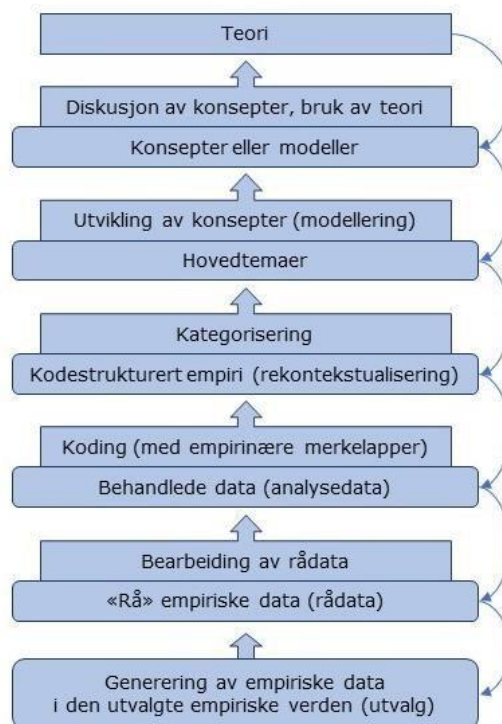 Teori
Diskusjon av konsepter, bruk av teori
Konsepter eller modeller
Utvikling av konsepter (modellering)
Hovedtemaer
Kategorisering
Kodestrukturert empiri (rekontekstualisering)
Koding (med empirinære merkelapper)
Behandlede data (analysedata)
Bearbeiding av rådata
«Rå» empiriske data (rådata)
Generering av empiriske data
i den utvalgte empiriske verden (utvalg)